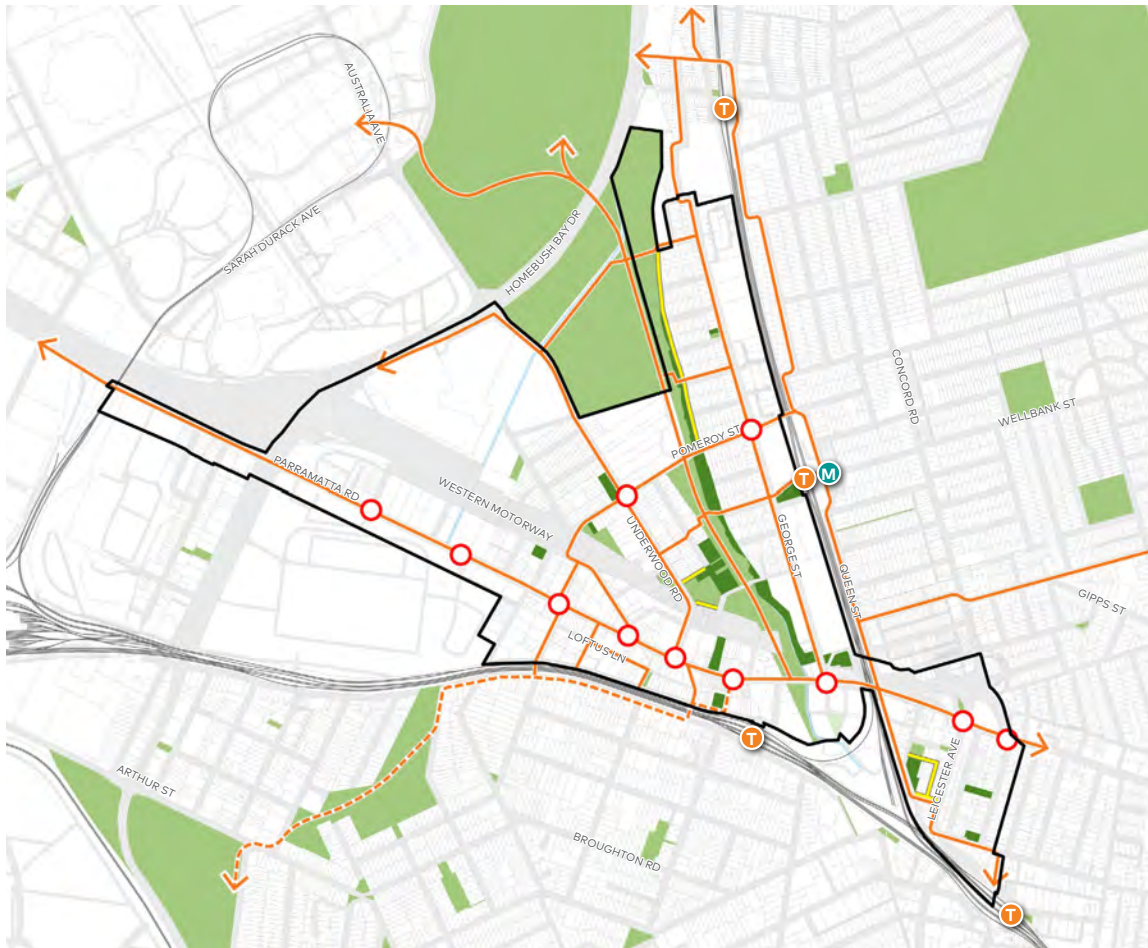 AUSTRALIA AVE
T
SARAH DURACK AVE
HOMEBUSH BAY DR
CONCORD RD
WELLBANK ST
POMEROY ST
PARRAMATTA RD
T
M
WESTERN MOTORWAY
UNDERWOOD RD
GEORGE ST
QUEEN ST
GIPPS ST
LOFTUS LN
T
ARTHUR ST
LEICESTER AVE
BROUGHTON RD
T